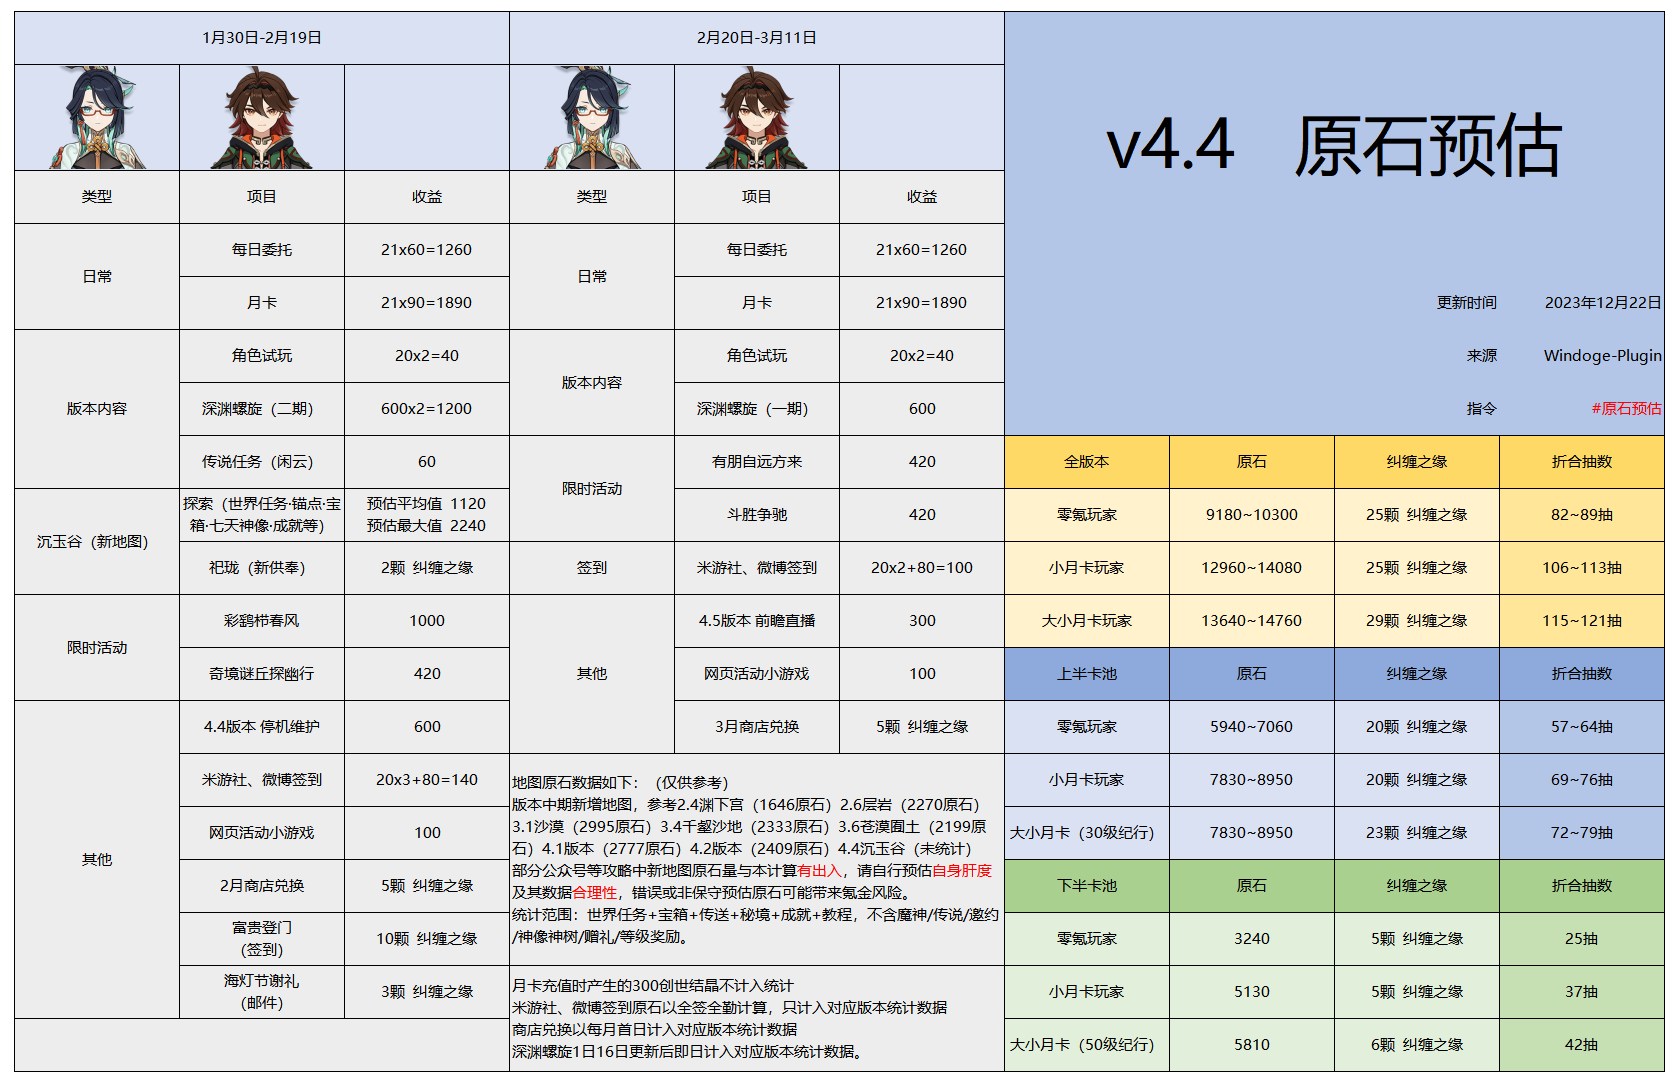 1月30日-2月19日
类型 项目 收益
日常
每日委托 21x60=1260
月卡 21x90=1890
版本内容
角色试玩 20x2=40
深渊螺旋（二期） 600x2=1200
传说任务（闲云） 60
沉玉谷（新地图）
探索（世界任务·锚点·宝
箱·七天神像·成就等）
预估平均值 1120
预估最大值 2240
祀珑（新供奉） 2颗 纠缠之缘
限时活动
彩鹞栉春风 1000
奇境谜丘探幽行 420
其他
4.4版本 停机维护 600
米游社、微博签到 20x3+80=140
网页活动小游戏 100
2月商店兑换 5颗 纠缠之缘
富贵登门
（签到）
10颗 纠缠之缘
海灯节谢礼
（邮件）
3颗 纠缠之缘
2月20日-3月11日
类型 项目 收益
日常
每日委托 21x60=1260
月卡 21x90=1890
版本内容
角色试玩 20x2=40
深渊螺旋（一期） 600
限时活动
有朋自远方来 420
斗胜争驰 420
签到 米游社、微博签到 20x2+80=100
其他
4.5版本 前瞻直播 300
网页活动小游戏 100
3月商店兑换 5颗 纠缠之缘
地图原石数据如下：（仅供参考）
版本中期新增地图，参考2.4渊下宫（1646原石）2.6层岩（2270原石）
3.1沙漠（2995原石）3.4千壑沙地（2333原石）3.6苍漠囿土（2199原
石）4.1版本（2777原石）4.2版本（2409原石）4.4沉玉谷（未统计）
部分公众号等攻略中新地图原石量与本计算有出入，请自行预估自身肝度
及其数据合理性，错误或非保守预估原石可能带来氪金风险。
统计范围：世界任务+宝箱+传送+秘境+成就+教程，不含魔神/传说/邀约
/神像神树/赠礼/等级奖励。
月卡充值时产生的300创世结晶不计入统计
米游社、微博签到原石以全签全勤计算，只计入对应版本统计数据
商店兑换以每月首日计入对应版本统计数据
深渊螺旋1日16日更新后即日计入对应版本统计数据。
v4.4 原石预估
更新时间 2023年12月22日
来源 Windoge-Plugin
指令 #原石预估
全版本 原石 纠缠之缘 折合抽数
零氪玩家 9180~10300 25颗 纠缠之缘 82~89抽
小月卡玩家 12960~14080 25颗 纠缠之缘 106~113抽
大小月卡玩家 13640~14760 29颗 纠缠之缘 115~121抽
上半卡池 原石 纠缠之缘 折合抽数
零氪玩家 5940~7060 20颗 纠缠之缘 57~64抽
小月卡玩家 7830~8950 20颗 纠缠之缘 69~76抽
大小月卡（30级纪行） 7830~8950 23颗 纠缠之缘 72~79抽
下半卡池 原石 纠缠之缘 折合抽数
零氪玩家 3240 5颗 纠缠之缘 25抽
小月卡玩家 5130 5颗 纠缠之缘 37抽
大小月卡（50级纪行） 5810 6颗 纠缠之缘 42抽